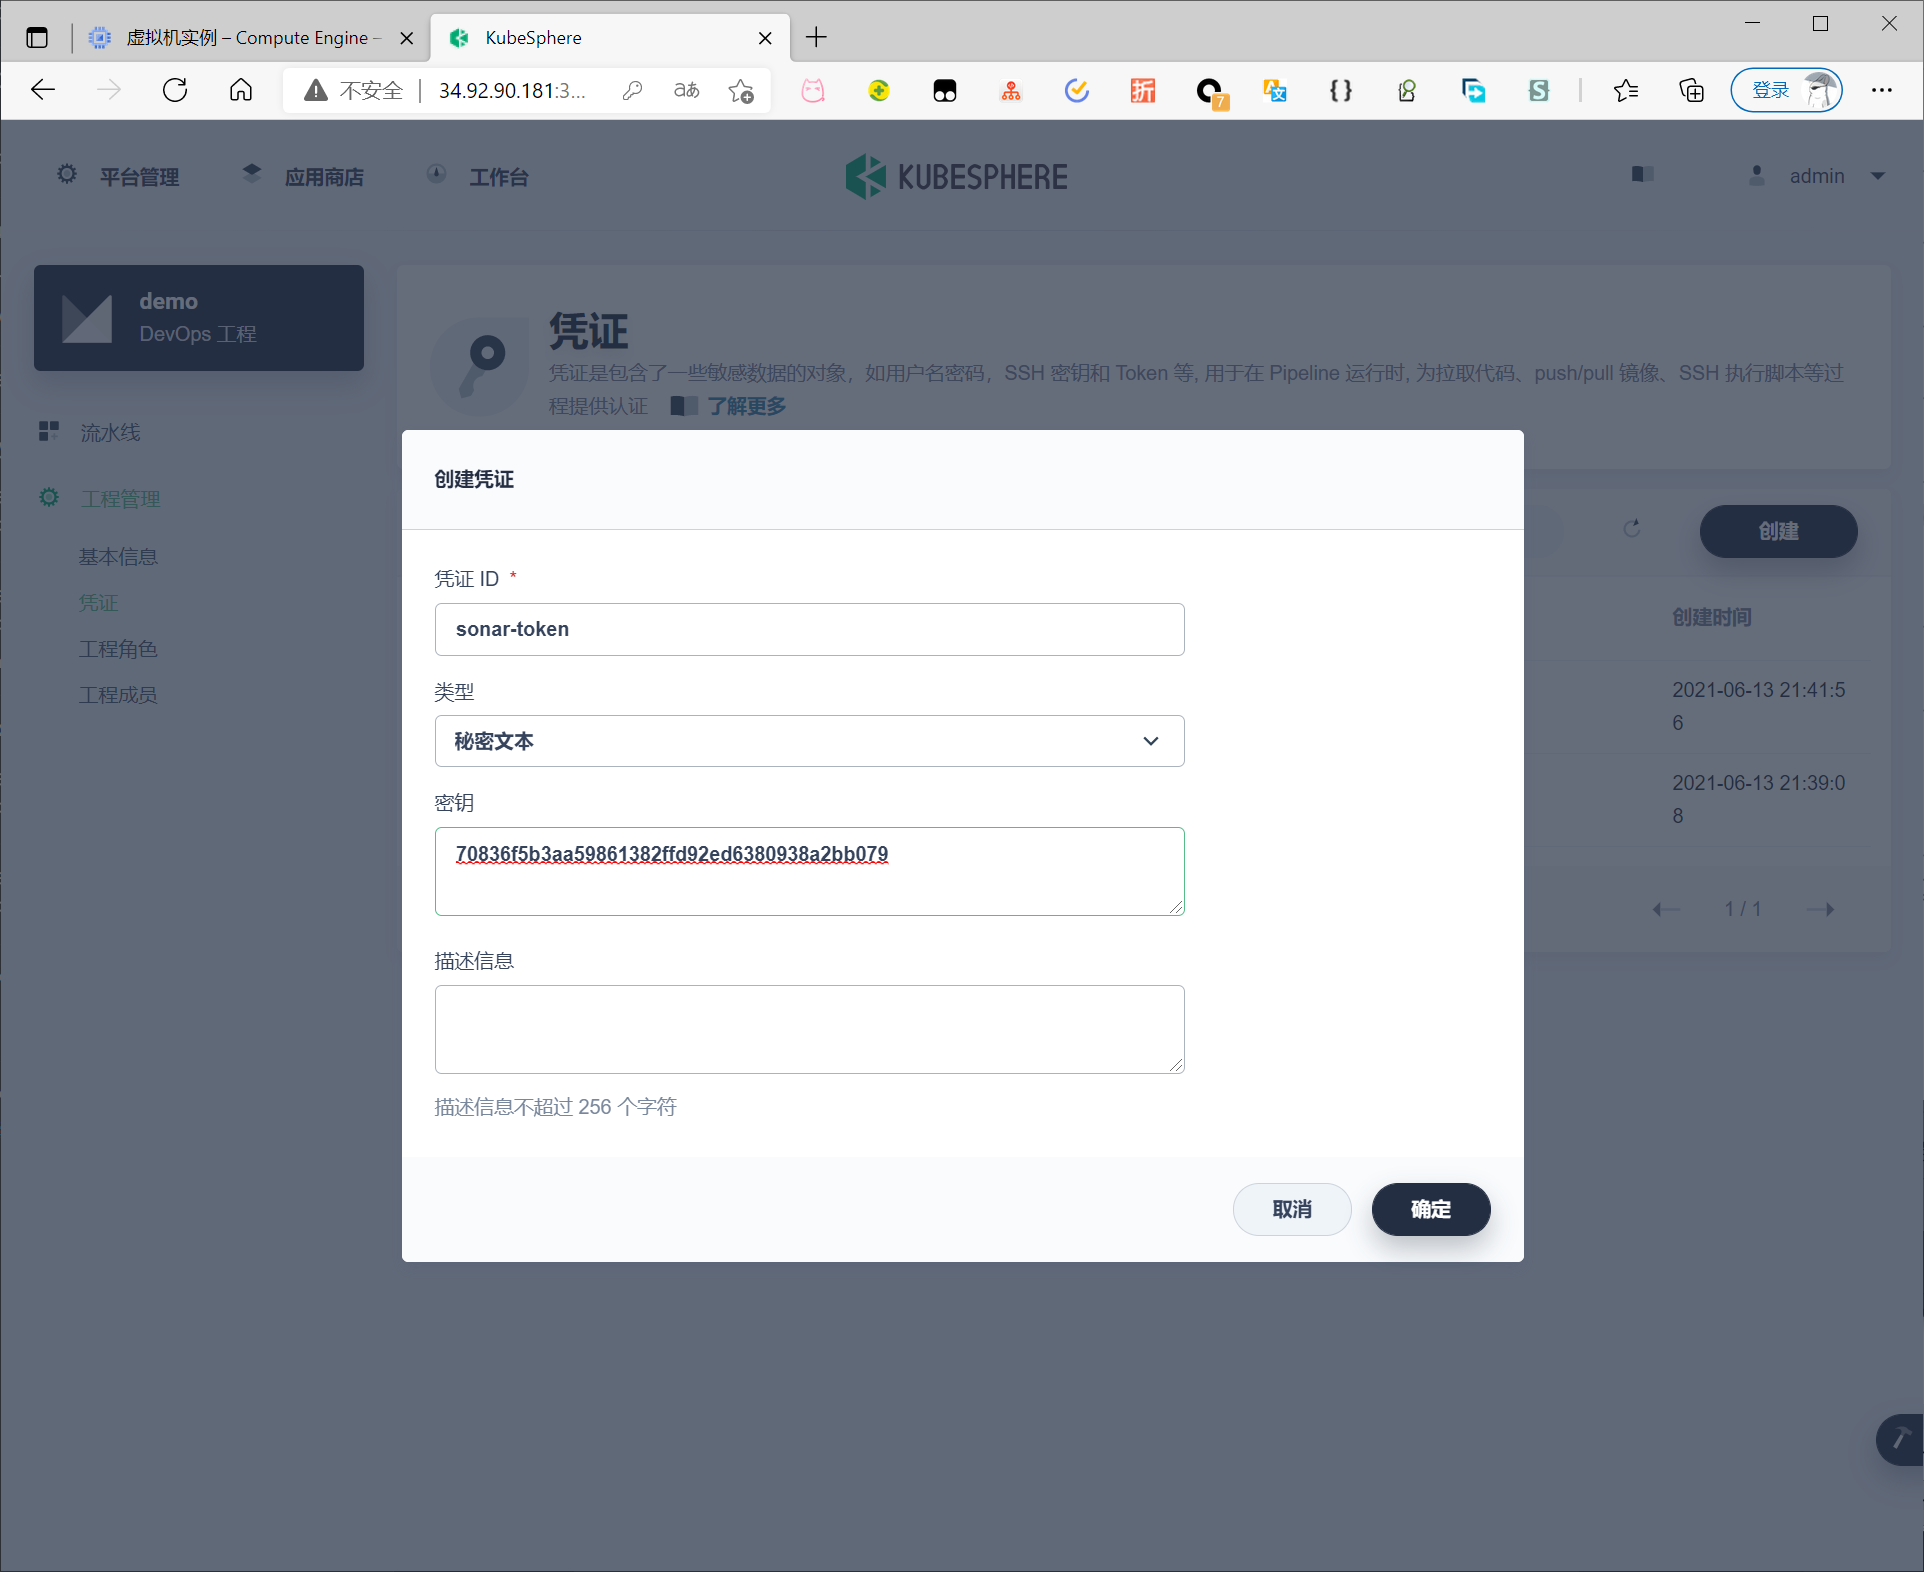 虚拟机实例 – Compute Engine –
KubeSphere
不安全
34.92.90.181:3...
aあ
折
7
登录
平台管理
应用商店
工作台
KUBESPHERE
admin
demo
DevOps 工程
流水线
工程管理
基本信息
凭证
工程角色
工程成员
凭证
凭证是包含了一些敏感数据的对象，如用户名密码，SSH 密钥和 Token 等, 用于在 Pipeline 运行时, 为拉取代码、push/pull 镜像、SSH 执行脚本等过
程提供认证 了解更多
创建
创建时间
2021-06-13 21:41:5
6
2021-06-13 21:39:0
8
1 / 1
创建凭证
凭证 ID *
sonar-token
类型
秘密文本
密钥
70836f5b3aa59861382ffd92ed6380938a2bb079
描述信息
描述信息不超过 256 个字符
取消
确定